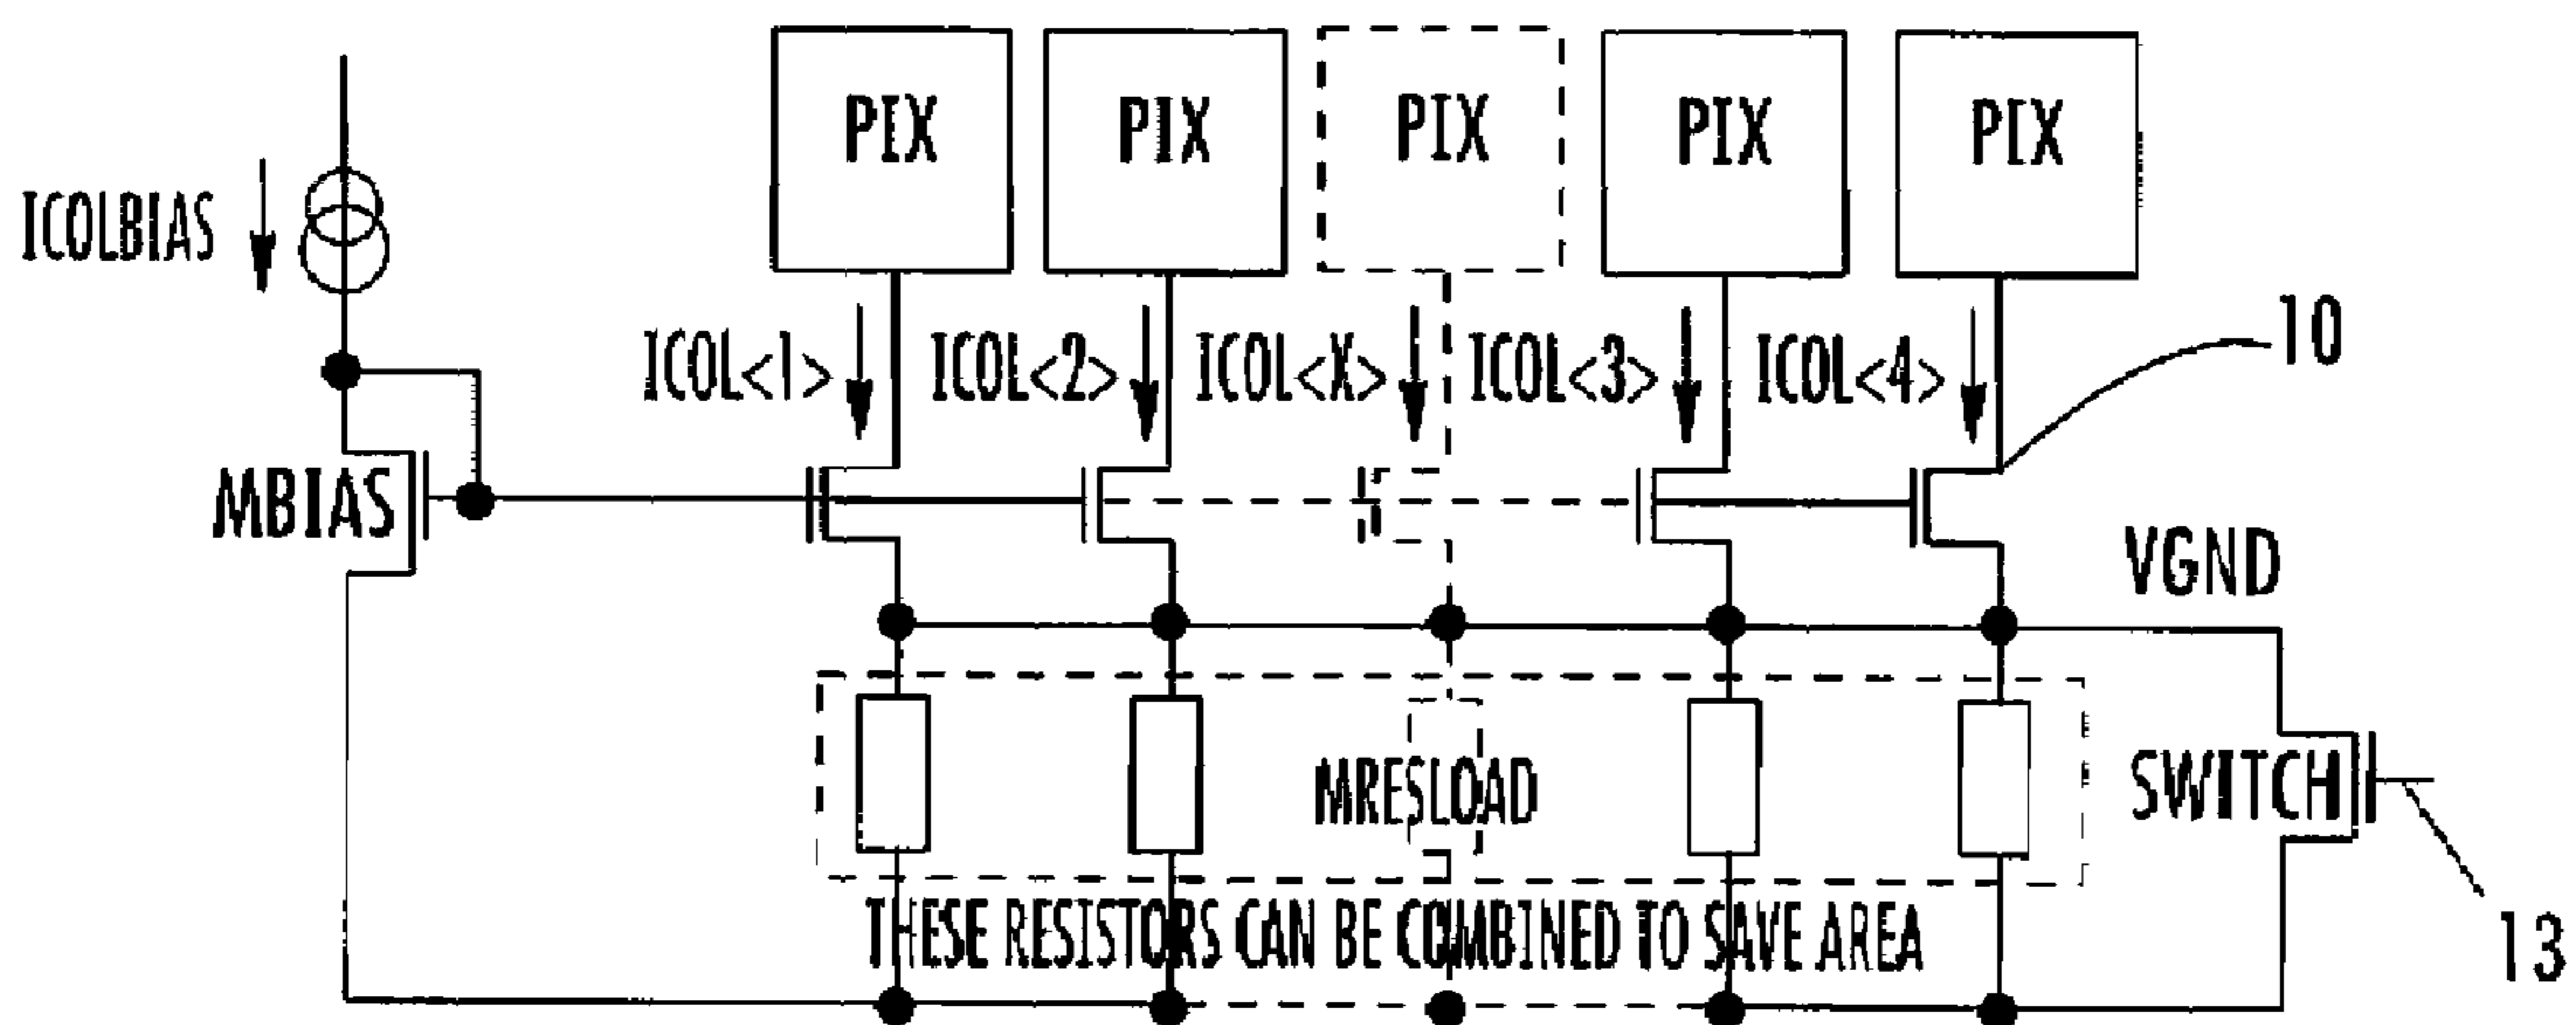 PIX PIX PIX PIX PIX
ICOLBIAS
ICOL<1> ICOL<2> ICOL<X> ICOL<3> ICOL<4>
10
MBIAS
VGND
MRESLOAD
SWITCH
THESE RESISTORS CAN BE COMBINED TO SAVE AREA
13